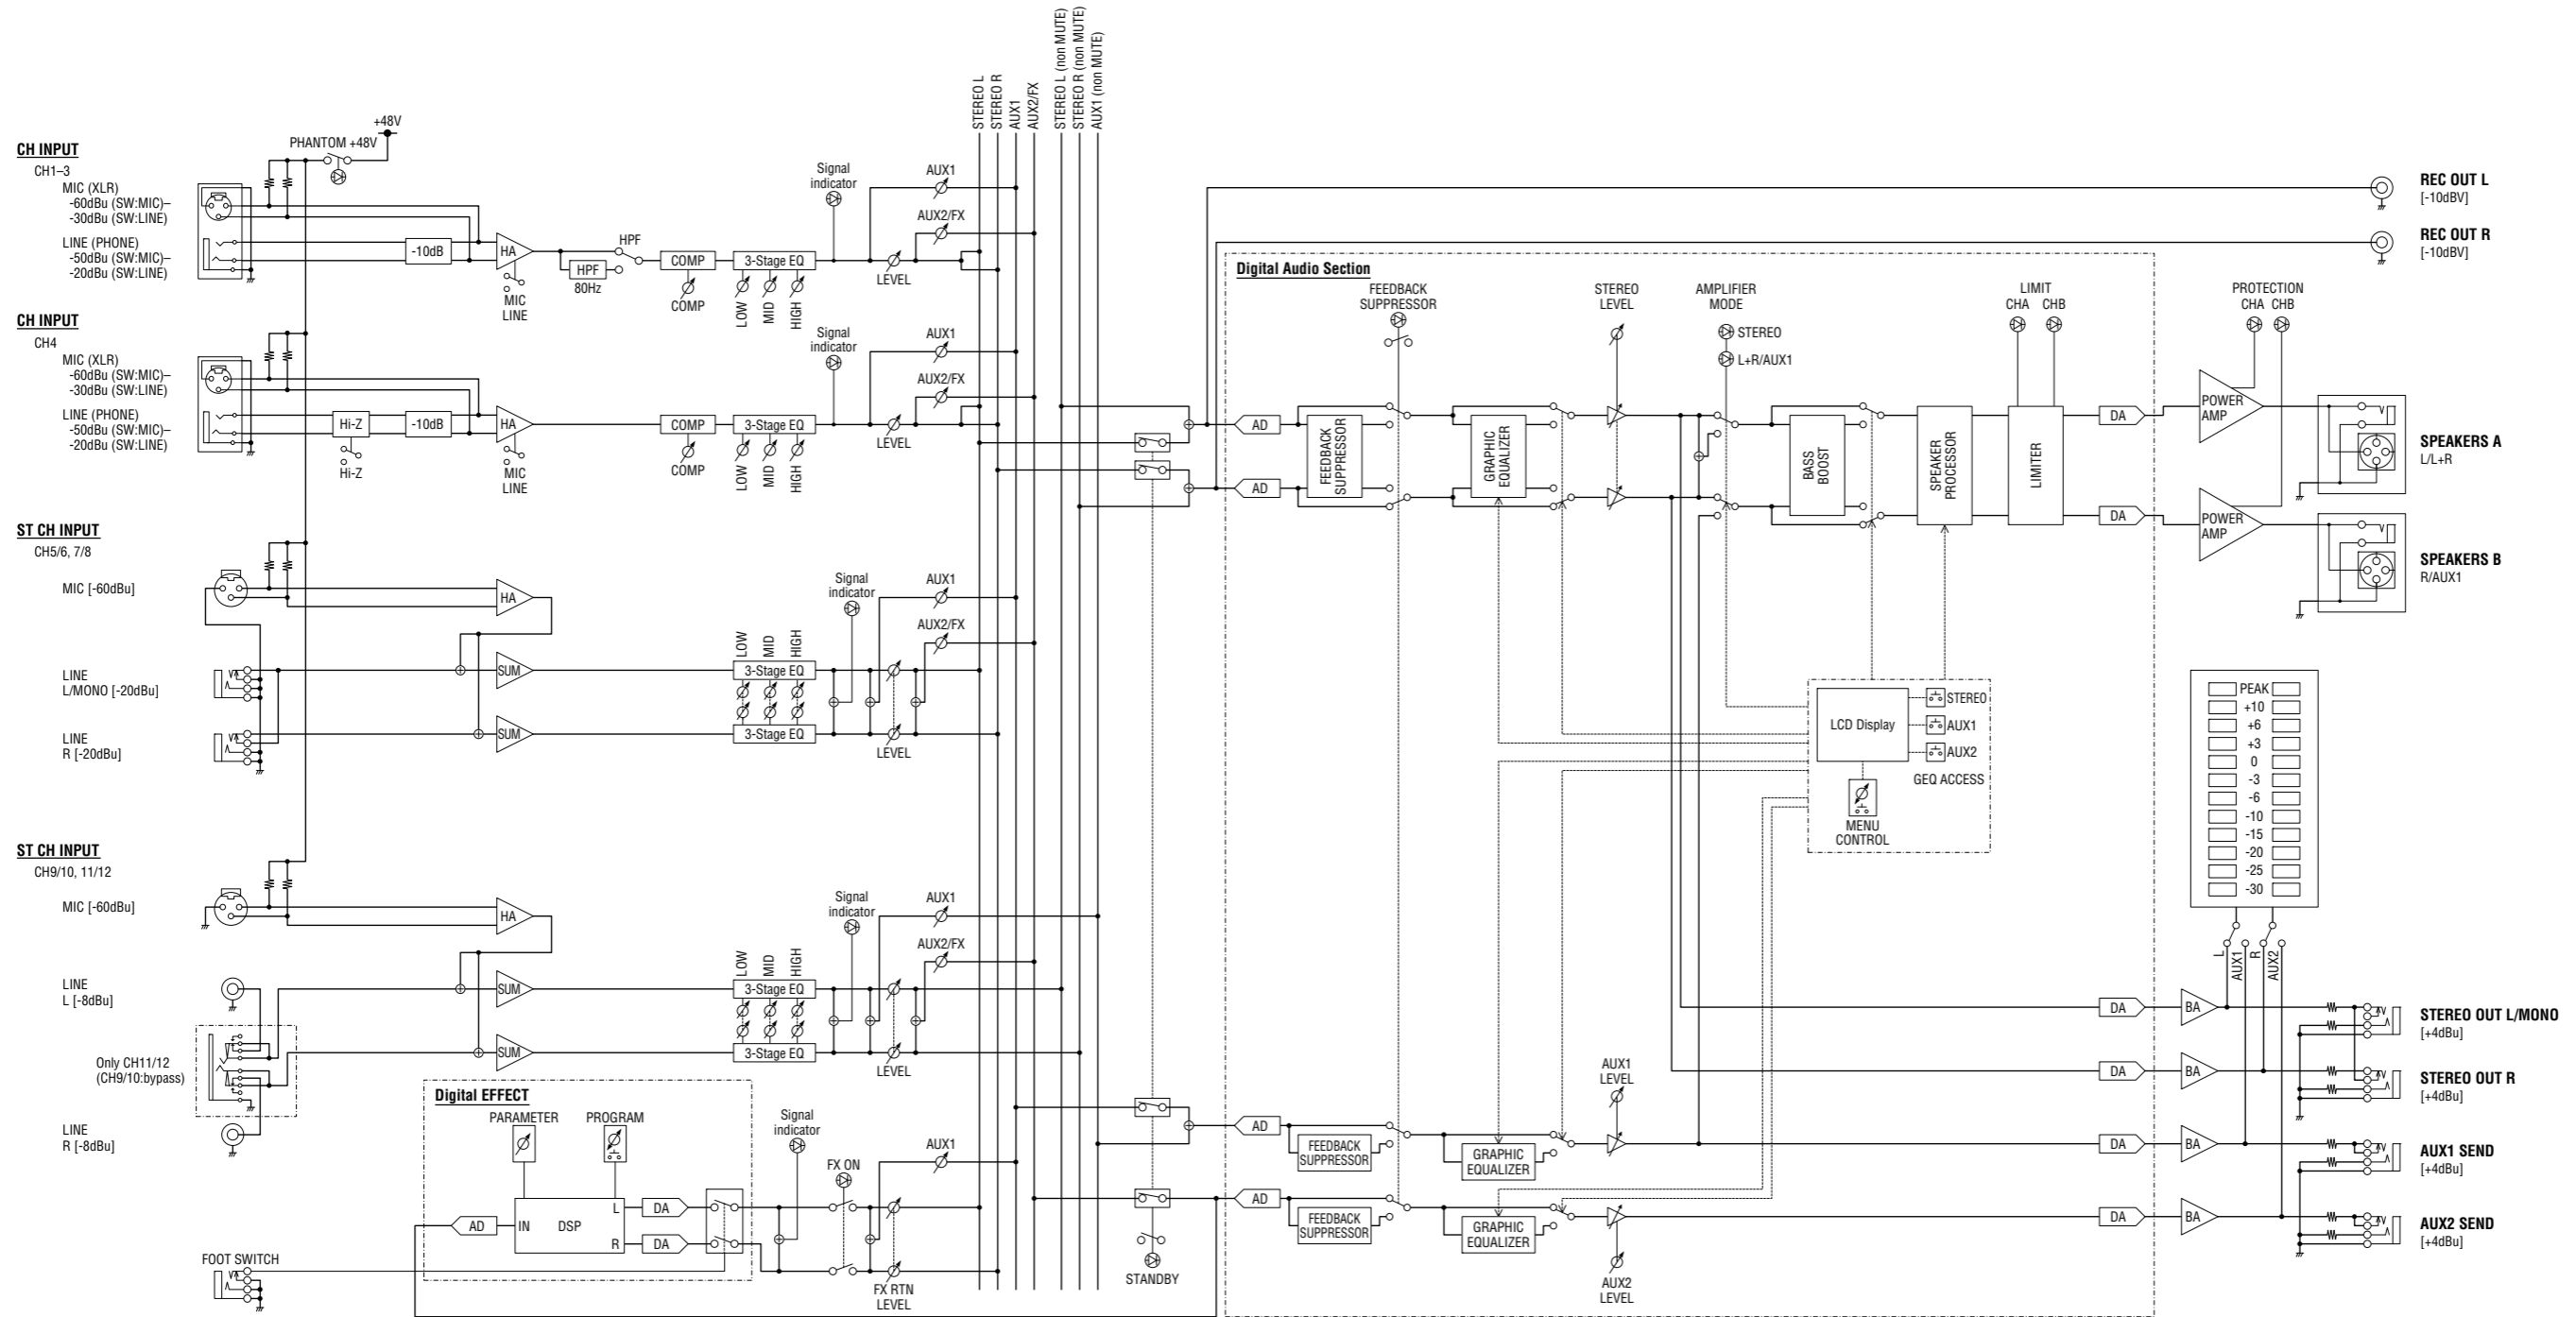 STEREO L
STEREO R
AUX1
AUX2/FX
STEREO L (non MUTE)
STEREO R (non MUTE)
AUX1 (non MUTE)
CH INPUT
CH1–3
MIC (XLR)
-60dBu (SW:MIC)–
-30dBu (SW:LINE)
LINE (PHONE)
-50dBu (SW:MIC)–
-20dBu (SW:LINE)
PHANTOM +48V
+48V
-10dB
HA
MIC
LINE
HPF
HPF
80Hz
COMP
COMP
3-Stage EQ
LOW
MID
HIGH
Signal
indicator
AUX1
AUX2/FX
LEVEL
CH INPUT
CH4
MIC (XLR)
-60dBu (SW:MIC)–
-30dBu (SW:LINE)
LINE (PHONE)
-50dBu (SW:MIC)–
-20dBu (SW:LINE)
Hi-Z
Hi-Z
-10dB
HA
MIC
LINE
COMP
COMP
3-Stage EQ
LOW
MID
HIGH
Signal
indicator
AUX1
AUX2/FX
LEVEL
ST CH INPUT
CH5/6, 7/8
MIC [-60dBu]
LINE
L/MONO [-20dBu]
LINE
R [-20dBu]
HA
SUM
SUM
LOW
MID
HIGH
3-Stage EQ
3-Stage EQ
Signal
indicator
AUX1
AUX2/FX
LEVEL
ST CH INPUT
CH9/10, 11/12
MIC [-60dBu]
LINE
L [-8dBu]
Only CH11/12
(CH9/10:bypass)
LINE
R [-8dBu]
HA
SUM
SUM
LOW
MID
HIGH
3-Stage EQ
3-Stage EQ
Signal
indicator
AUX1
AUX2/FX
LEVEL
Digital EFFECT
PARAMETER
PROGRAM
AD
IN
DSP
L
R
DA
DA
FOOT SWITCH
Signal
indicator
FX ON
AUX1
FX RTN
LEVEL
STANDBY
REC OUT L
[-10dBV]
REC OUT R
[-10dBV]
Digital Audio Section
FEEDBACK
SUPPRESSOR
STEREO
LEVEL
AMPLIFIER
MODE
STEREO
L+R/AUX1
LIMIT
CHA CHB
PROTECTION
CHA CHB
AD
AD
FEEDBACK
SUPPRESSOR
GRAPHIC
EQUALIZER
BASS
BOOST
SPEAKER
PROCESSOR
LIMITER
DA
DA
POWER
AMP
POWER
AMP
SPEAKERS A
L/L+R
SPEAKERS B
R/AUX1
LCD Display
STEREO
AUX1
AUX2
GEQ ACCESS
MENU
CONTROL
PEAK
+10
+6
+3
0
-3
-6
-10
-15
-20
-25
-30
L
AUX1
R
AUX2
DA
BA
STEREO OUT L/MONO
[+4dBu]
DA
BA
STEREO OUT R
[+4dBu]
AD
FEEDBACK
SUPPRESSOR
GRAPHIC
EQUALIZER
AUX1
LEVEL
DA
BA
AUX1 SEND
[+4dBu]
AD
FEEDBACK
SUPPRESSOR
GRAPHIC
EQUALIZER
AUX2
LEVEL
DA
BA
AUX2 SEND
[+4dBu]